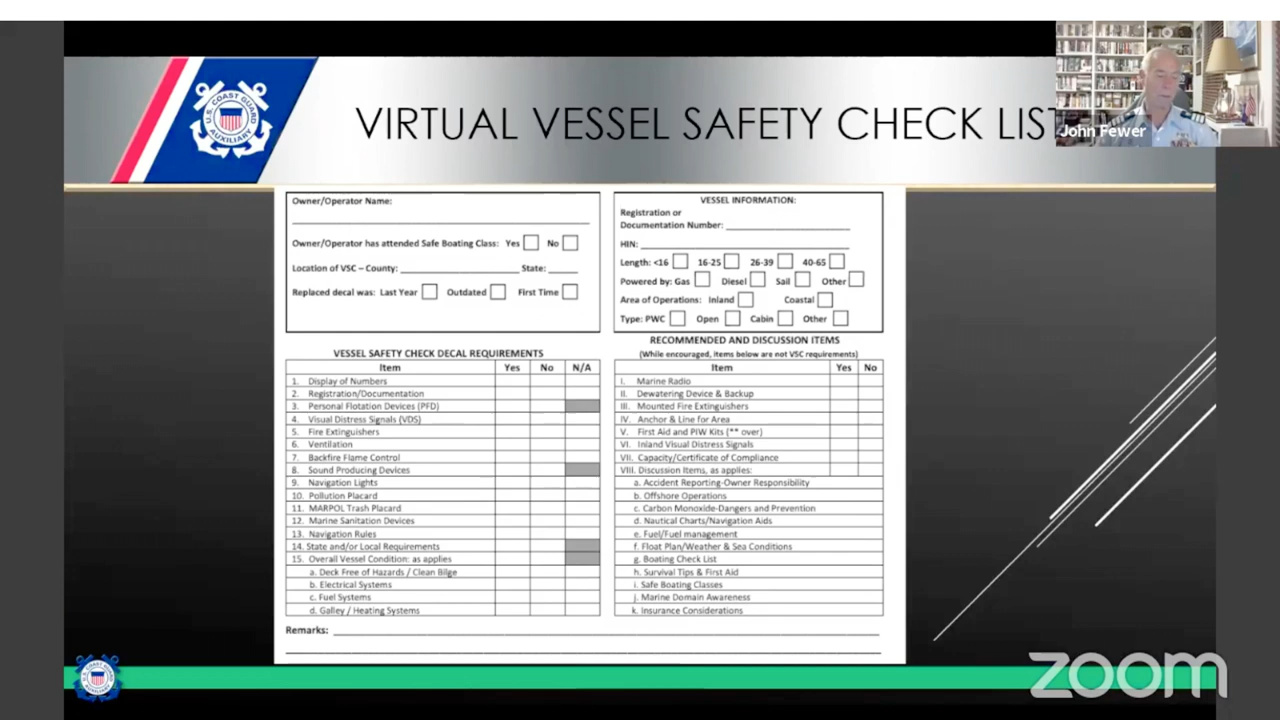 VIRTUAL VESSEL SAFETY CHECK LIST
John Fewer
U.S. COAST GUARD
AUXILIARY
Owner/Operator Name:
Owner/Operator has attended Safe Boating Class: Yes No
Location of VSC – County: State:
Replaced decal was: Last Year Outdated First Time
VESSEL INFORMATION:
Registration or
Documentation Number:
HIN:
Length: <16 16-25 26-39 40-65
Powered by: Gas Diesel Sail Other
Area of Operations: Inland Coastal
Type: PWC Open Cabin Other
VESSEL SAFETY CHECK DECAL REQUIREMENTS
Item Yes No N/A
1. Display of Numbers
2. Registration/Documentation
3. Personal Flotation Devices (PFD)
4. Visual Distress Signals (VDS)
5. Fire Extinguishers
6. Ventilation
7. Backfire Flame Control
8. Sound Producing Devices
9. Navigation Lights
10. Pollution Placard
11. MARPOL Trash Placard
12. Marine Sanitation Devices
13. Navigation Rules
14. State and/or Local Requirements
15. Overall Vessel Condition: as applies
a. Deck Free of Hazards / Clean Bilge
b. Electrical Systems
c. Fuel Systems
d. Galley / Heating Systems
RECOMMENDED AND DISCUSSION ITEMS
(While encouraged, items below are not VSC requirements)
Item Yes No
I. Marine Radio
II. Dewatering Device & Backup
III. Mounted Fire Extinguishers
IV. Anchor & Line for Area
V. First Aid and PIW Kits (** over)
VI. Inland Visual Distress Signals
VII. Capacity/Certificate of Compliance
VIII. Discussion Items, as applies:
a. Accident Reporting-Owner Responsibility
b. Offshore Operations
c. Carbon Monoxide-Dangers and Prevention
d. Nautical Charts/Navigation Aids
e. Fuel/Fuel management
f. Float Plan/Weather & Sea Conditions
g. Boating Check List
h. Survival Tips & First Aid
i. Safe Boating Classes
j. Marine Domain Awareness
k. Insurance Considerations
Remarks:
zoom